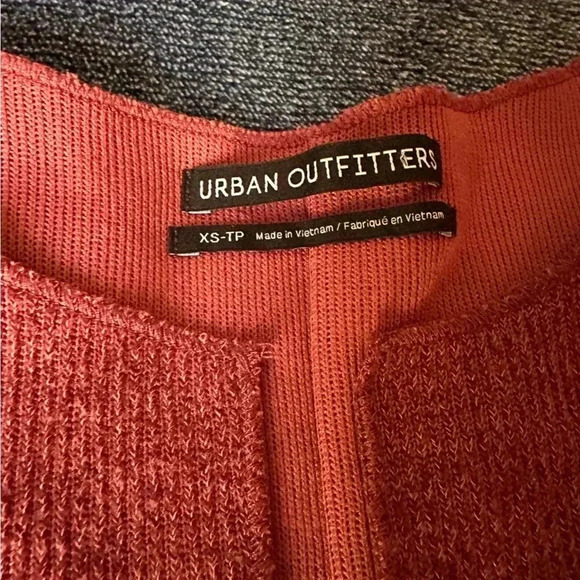 URBAN OUTFITTERS
XS-TP Made in Vietnam / Fabriqué en Vietnam